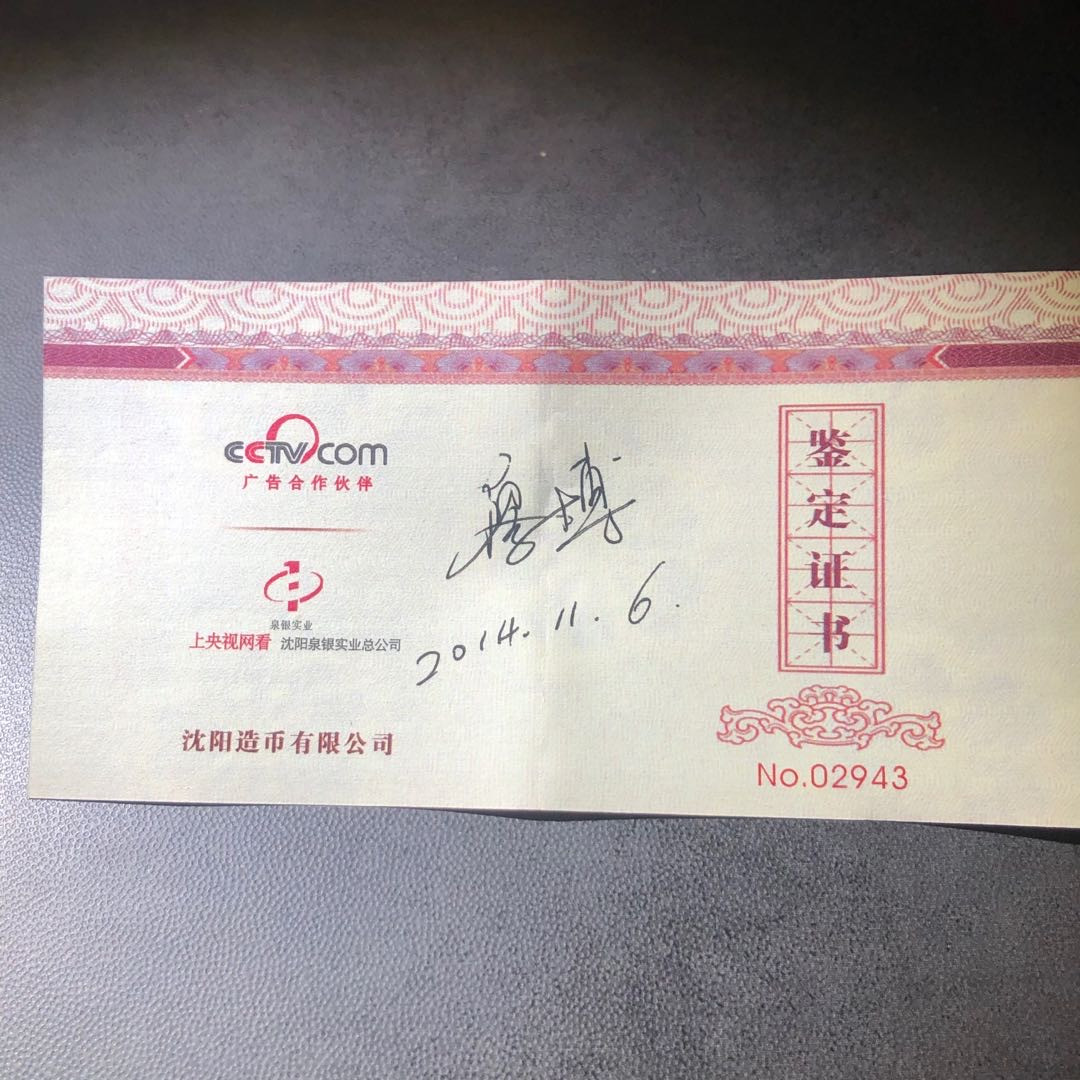 CCTV.com
广告合作伙伴
泉银实业
上央视网看 沈阳泉银实业总公司
沈阳造币有限公司
2014.11.6.
鉴定证书
No.02943